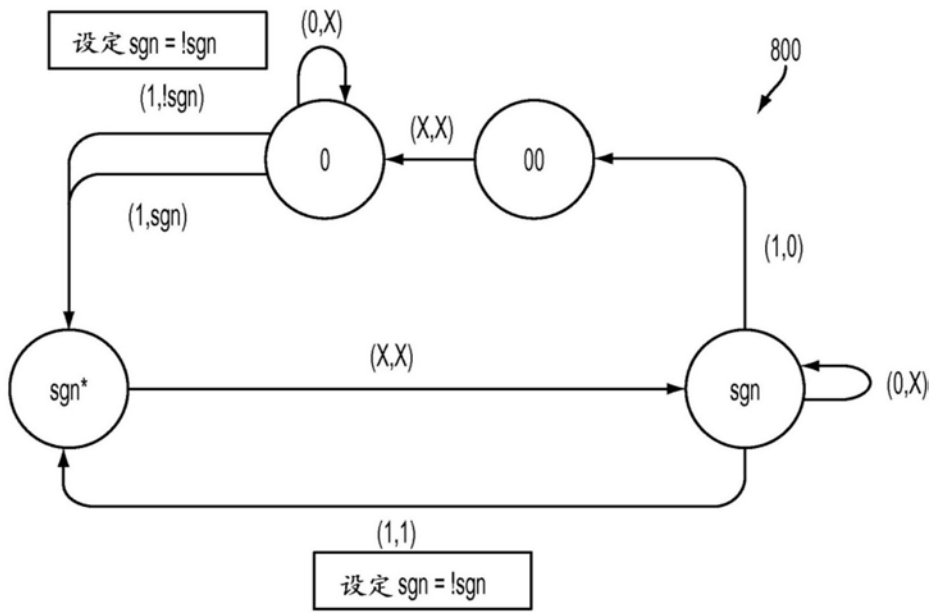 设定 sgn = !sgn
(0,X)
800
(1,!sgn)
(X,X)
0
00
(1,sgn)
(1,0)
(X,X)
sgn*
sgn
(0,X)
(1,1)
设定 sgn = !sgn